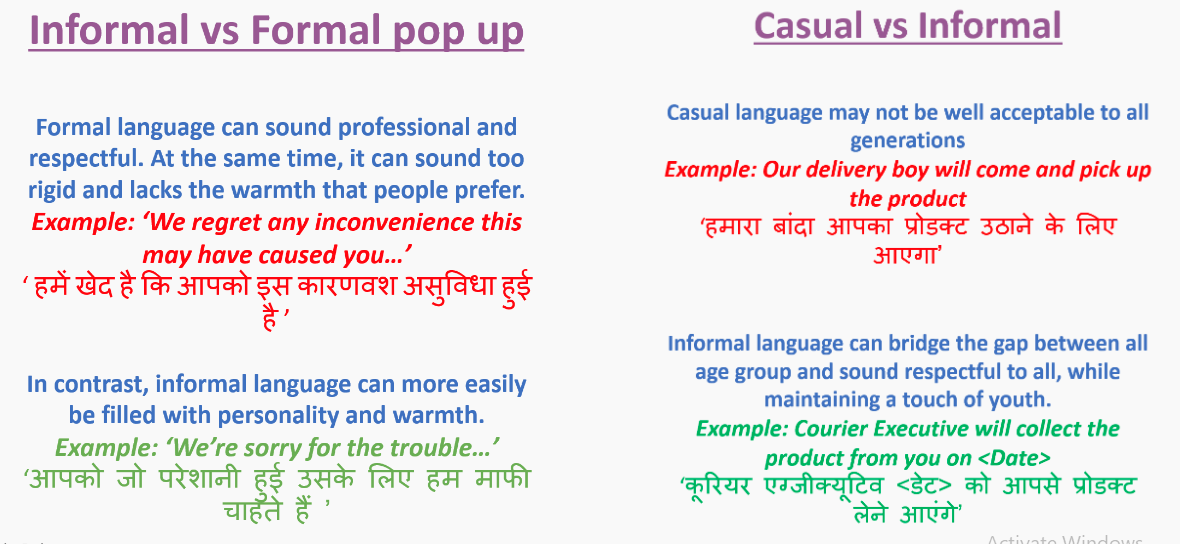 Informal vs Formal pop up
Formal language can sound professional and
respectful. At the same time, it can sound too
rigid and lacks the warmth that people prefer.
Example: ‘We regret any inconvenience this
may have caused you…’
‘ हमें खेद है कि आपको इस कारणवश असुविधा हुई
है ’
In contrast, informal language can more easily
be filled with personality and warmth.
Example: ‘We’re sorry for the trouble…’
‘आपको जो परेशानी हुई उसके लिए हम माफी
चाहते हैं ’
Casual vs Informal
Casual language may not be well acceptable to all
generations
Example: Our delivery boy will come and pick up
the product
‘हमारा बांदा आपका प्रोडक्ट उठाने के लिए
आएगा’
Informal language can bridge the gap between all
age group and sound respectful to all, while
maintaining a touch of youth.
Example: Courier Executive will collect the
product from you on <Date>
‘कूरियर एग्जीक्यूटिव <डेट> को आपसे प्रोडक्ट
लेने आएंगे’
Activate Windows